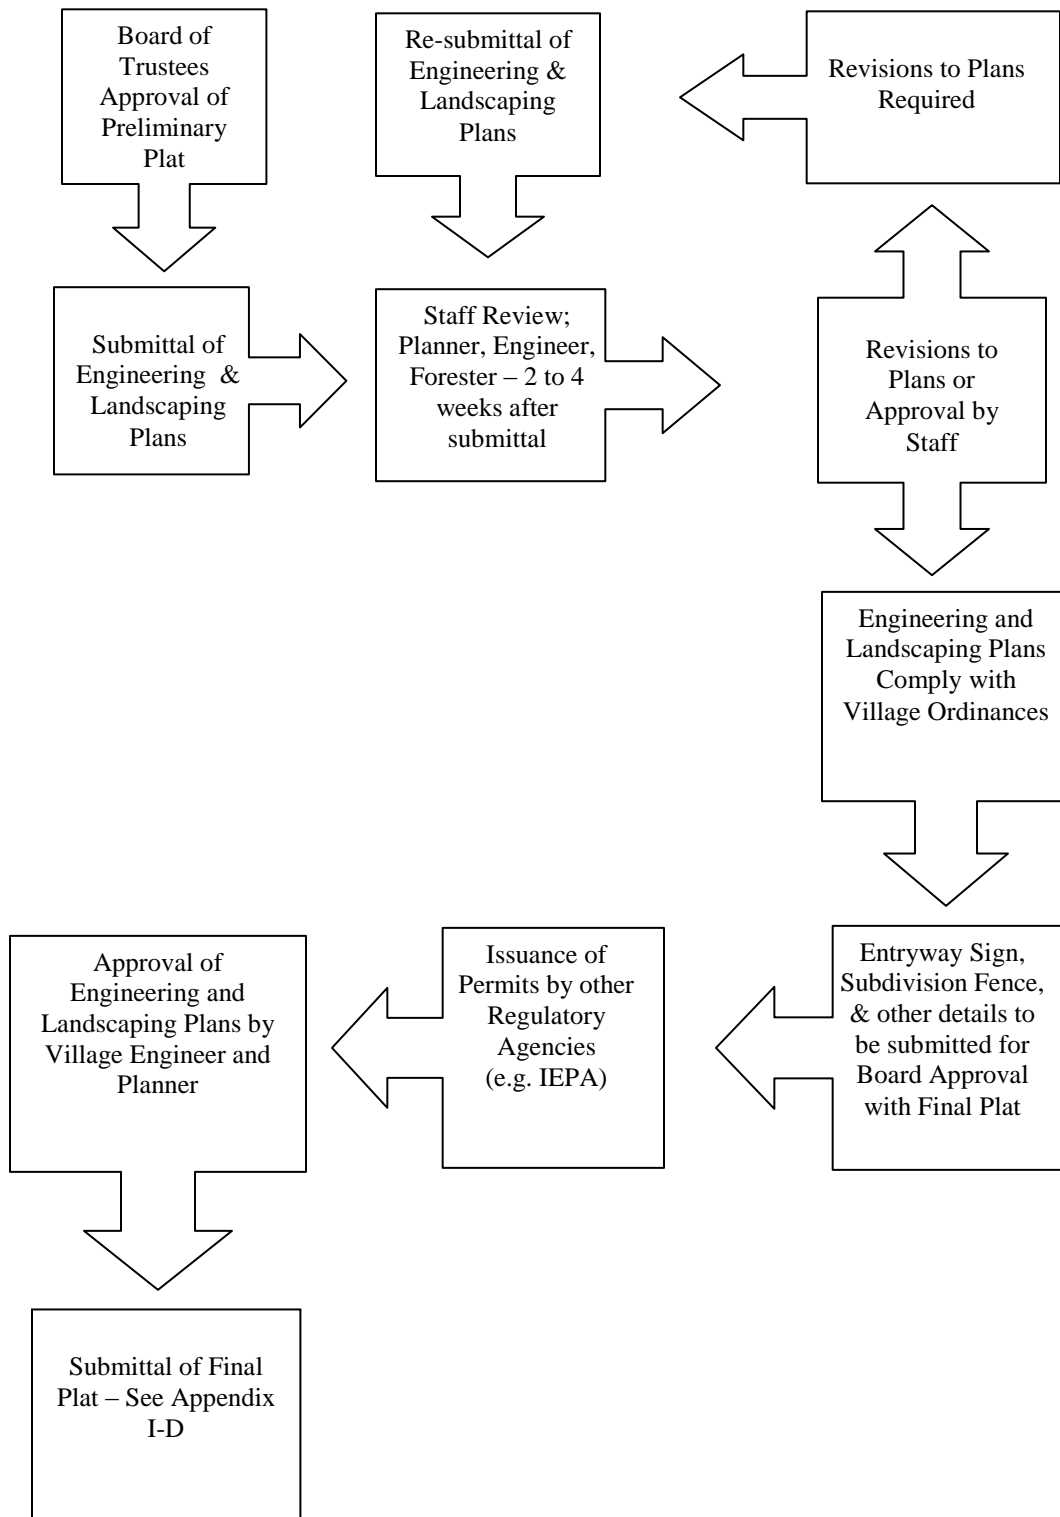 Board of
Trustees
Approval of
Preliminary
Plat
Re-submittal of
Engineering &
Landscaping
Plans
Revisions to Plans
Required
Submittal of
Engineering &
Landscaping
Plans
Staff Review;
Planner, Engineer,
Forester – 2 to 4
weeks after
submittal
Revisions to
Plans or
Approval by
Staff
Engineering and
Landscaping Plans
Comply with
Village Ordinances
Approval of
Engineering and
Landscaping Plans by
Village Engineer and
Planner
Issuance of
Permits by other
Regulatory
Agencies
(e.g. IEPA)
Entryway Sign,
Subdivision Fence,
& other details to
be submitted for
Board Approval
with Final Plat
Submittal of Final
Plat – See Appendix
I-D